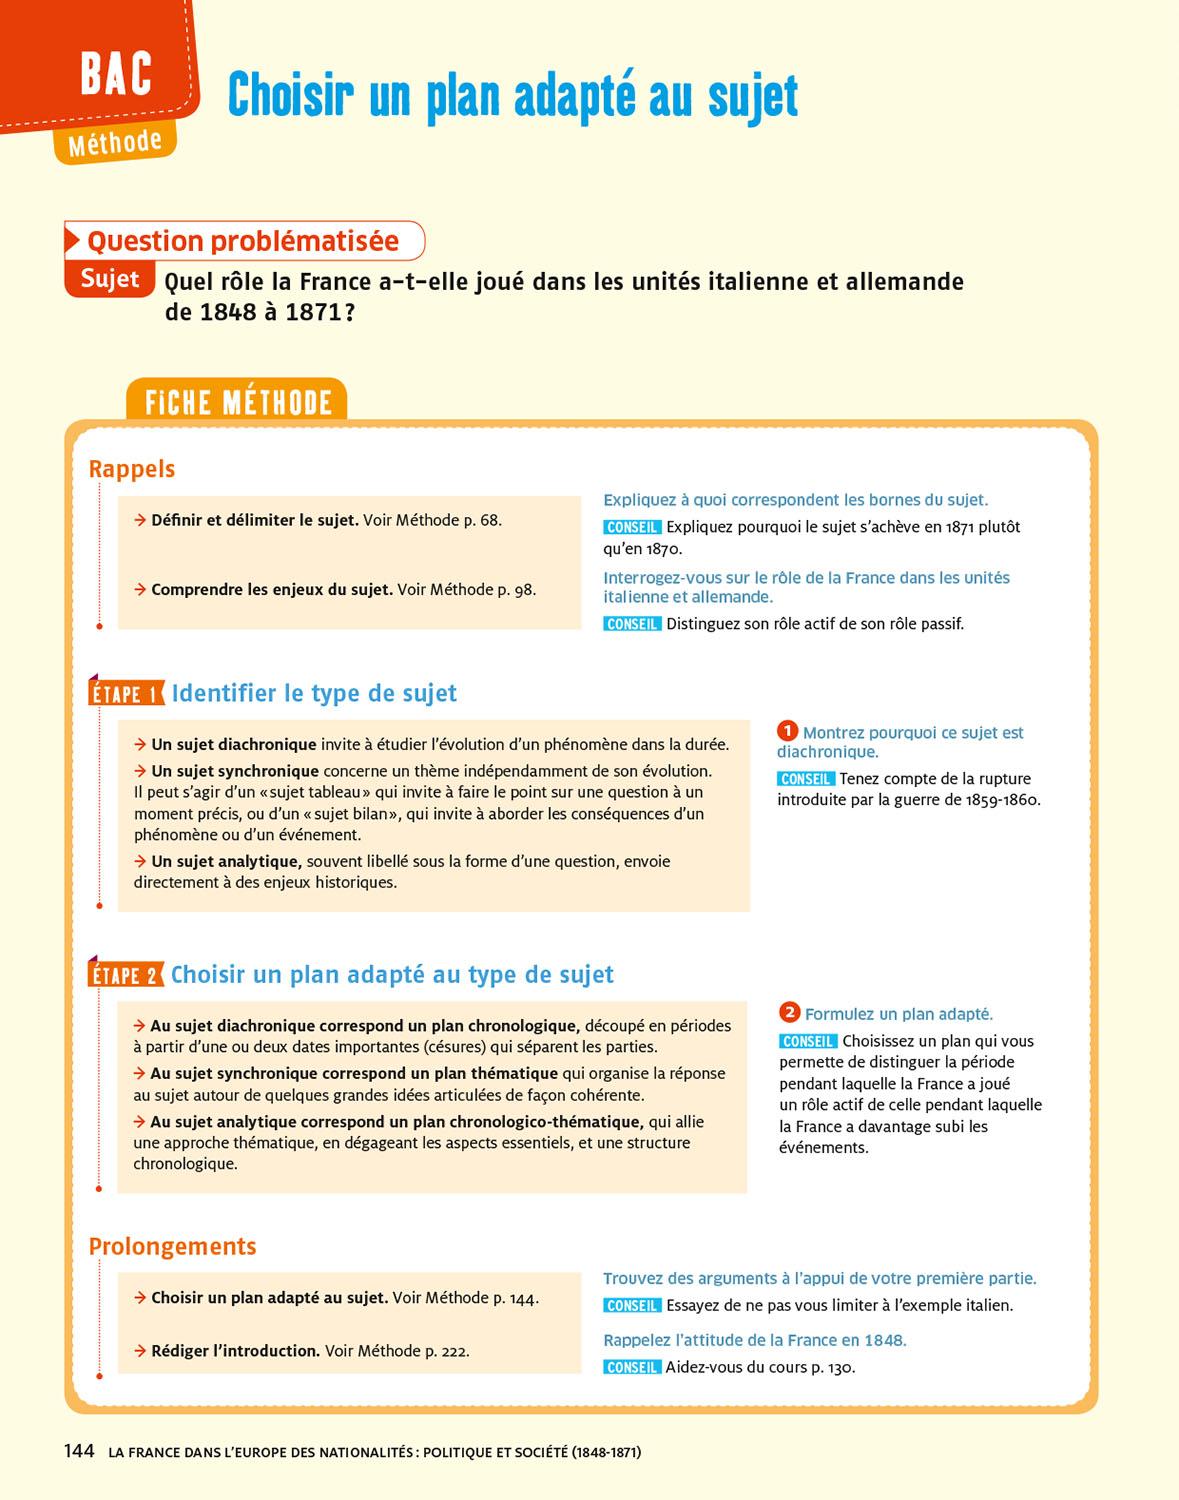 BAC
Méthode
Choisir un plan adapté au sujet
Question problématisée
Sujet Quel rôle la France a-t-elle joué dans les unités italienne et allemande
de 1848 à 1871 ?
FiCHE MÉTHODE
Rappels
→ Définir et délimiter le sujet. Voir Méthode p. 68.
→ Comprendre les enjeux du sujet. Voir Méthode p. 98.
Expliquez à quoi correspondent les bornes du sujet.
CONSEIL Expliquez pourquoi le sujet s'achève en 1871 plutôt
qu'en 1870.
Interrogez-vous sur le rôle de la France dans les unités
italienne et allemande.
CONSEIL Distinguez son rôle actif de son rôle passif.
ÉTAPE 1 Identifier le type de sujet
→ Un sujet diachronique invite à étudier l'évolution d'un phénomène dans la durée.
→ Un sujet synchronique concerne un thème indépendamment de son évolution.
Il peut s'agir d'un « sujet tableau » qui invite à faire le point sur une question à un
moment précis, ou d'un « sujet bilan », qui invite à aborder les conséquences d'un
phénomène ou d'un événement.
→ Un sujet analytique, souvent libellé sous la forme d'une question, envoie
directement à des enjeux historiques.
1 Montrez pourquoi ce sujet est
diachronique.
CONSEIL Tenez compte de la rupture
introduite par la guerre de 1859-1860.
ÉTAPE 2 Choisir un plan adapté au type de sujet
→ Au sujet diachronique correspond un plan chronologique, découpé en périodes
à partir d'une ou deux dates importantes (césures) qui séparent les parties.
→ Au sujet synchronique correspond un plan thématique qui organise la réponse
au sujet autour de quelques grandes idées articulées de façon cohérente.
→ Au sujet analytique correspond un plan chronologico-thématique, qui allie
une approche thématique, en dégageant les aspects essentiels, et une structure
chronologique.
2 Formulez un plan adapté.
CONSEIL Choisissez un plan qui vous
permette de distinguer la période
pendant laquelle la France a joué
un rôle actif de celle pendant laquelle
la France a davantage subi les
événements.
Prolongements
→ Choisir un plan adapté au sujet. Voir Méthode p. 144.
→ Rédiger l'introduction. Voir Méthode p. 222.
Trouvez des arguments à l'appui de votre première partie.
CONSEIL Essayez de ne pas vous limiter à l'exemple italien.
Rappelez l'attitude de la France en 1848.
CONSEIL Aidez-vous du cours p. 130.
144 LA FRANCE DANS L'EUROPE DES NATIONALITÉS : POLITIQUE ET SOCIÉTÉ (1848-1871)